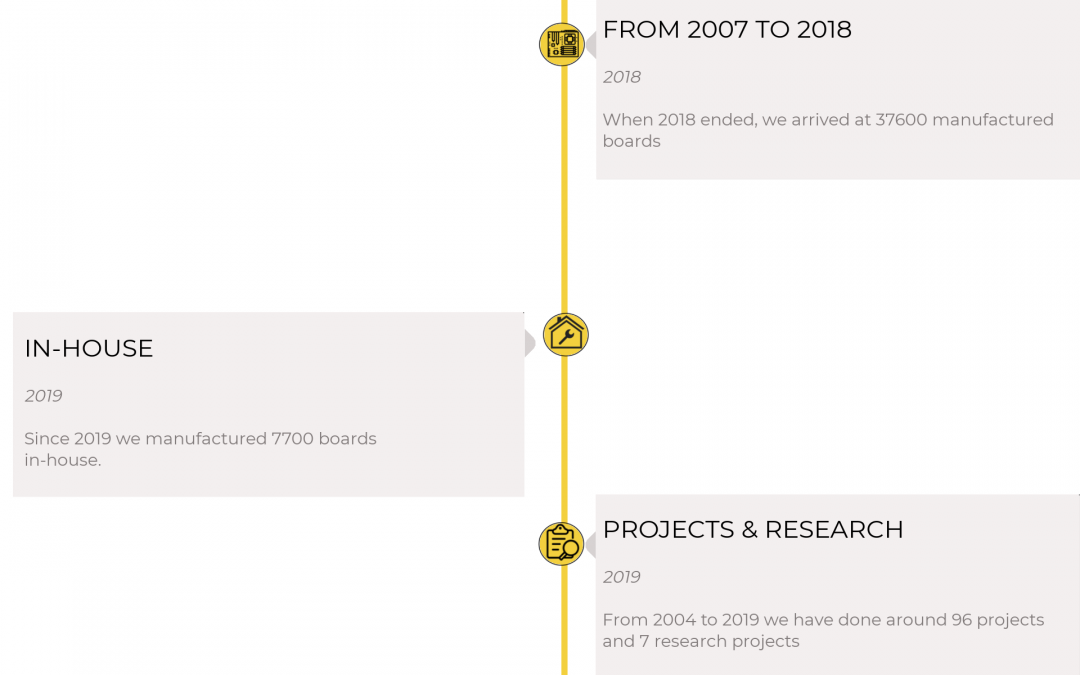 FROM 2007 TO 2018
2018
When 2018 ended, we arrived at 37600 manufactured
boards
IN-HOUSE
2019
Since 2019 we manufactured 7700 boards
in-house.
PROJECTS & RESEARCH
2019
From 2004 to 2019 we have done around 96 projects
and 7 research projects